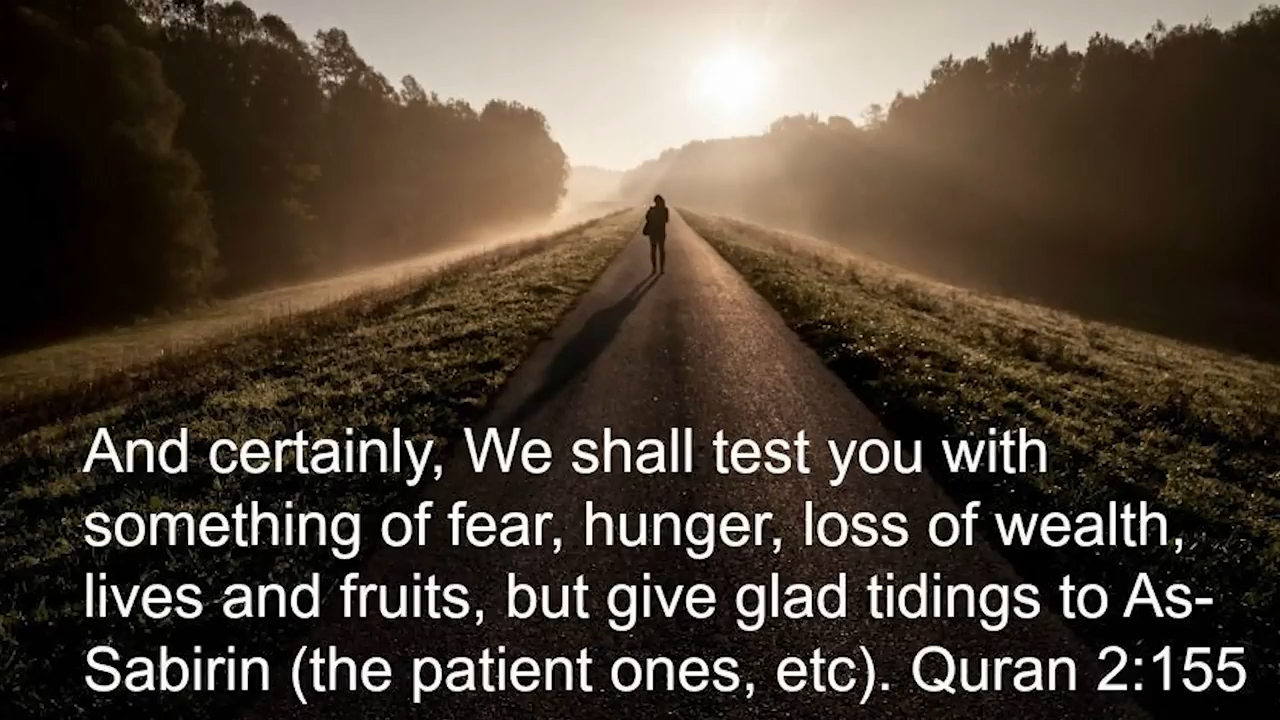 And certainly, We shall test you with
something of fear, hunger, loss of wealth,
lives and fruits, but give glad tidings to As-
Sabirin (the patient ones, etc). Quran 2:155